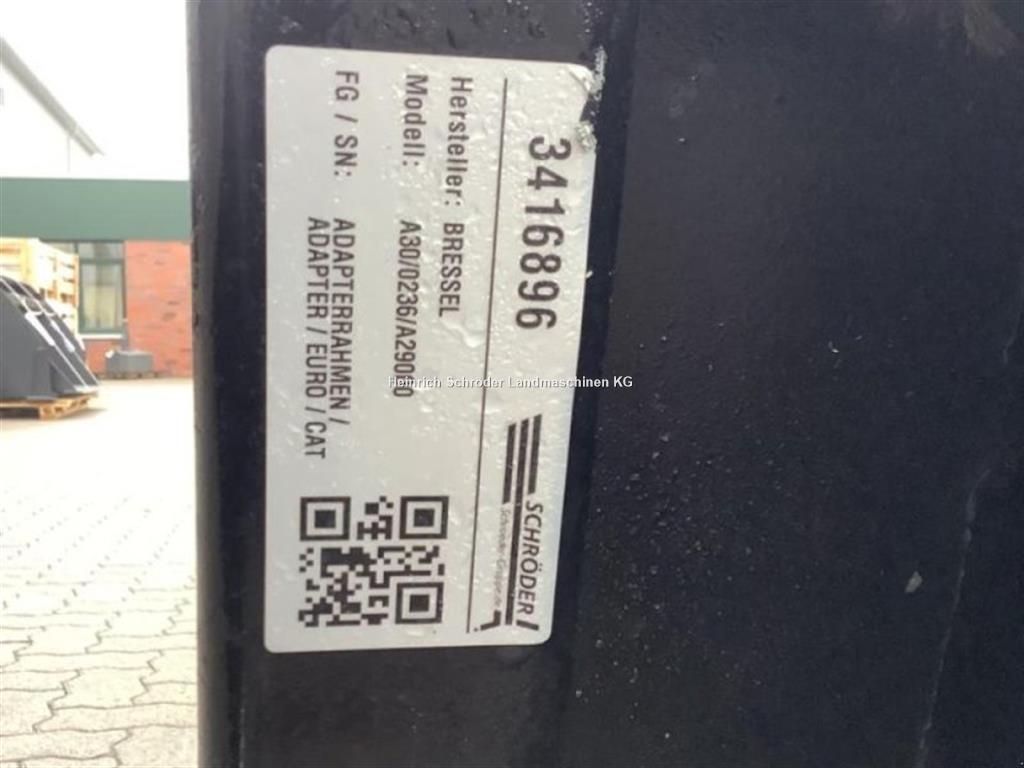 3416896
SCHRÖDER
Schröder-Gruppe.de
Hersteller: BRESSEL
Modell: A30/0236/A29000
FG / SN: ADAPTERRAHMEN /
ADAPTER / EURO / CAT
Heinrich Schröder Landmaschinen KG